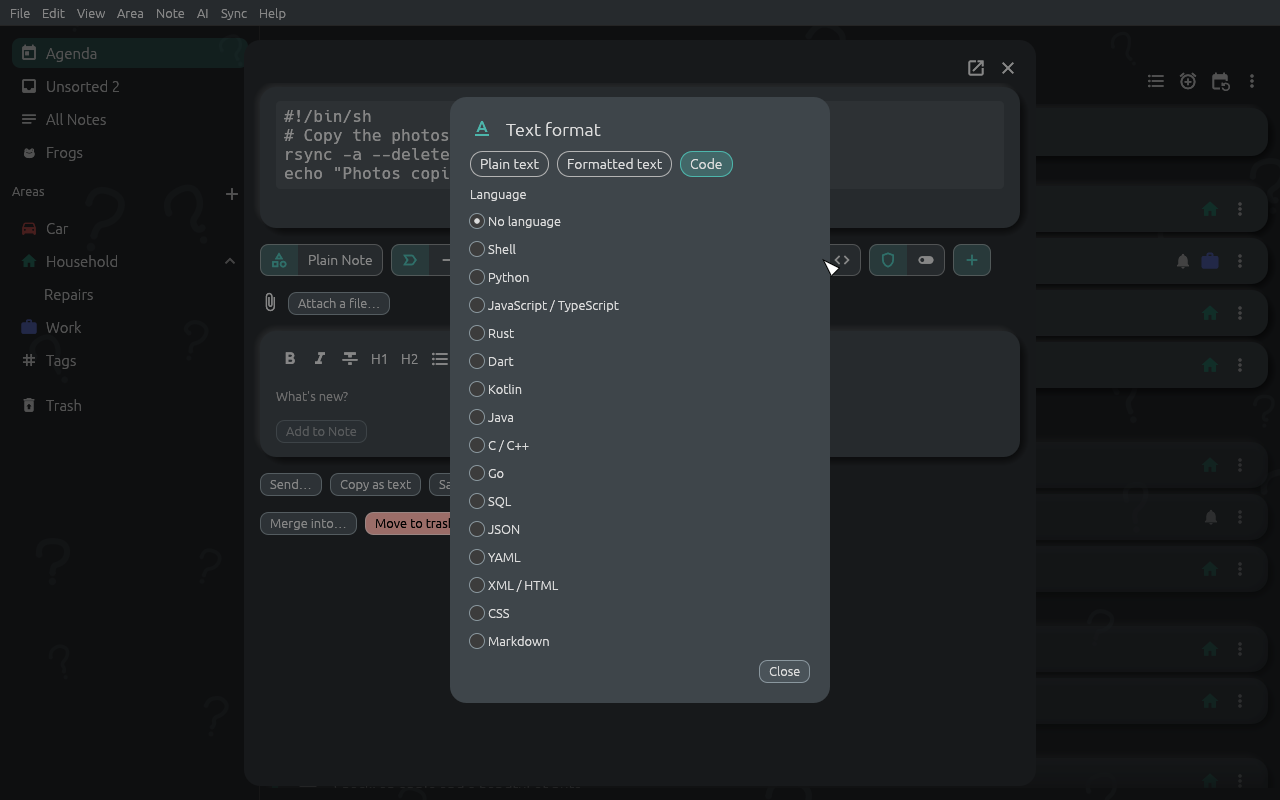 File Edit View Area Note AI Sync Help
Agenda
Unsorted 2
All Notes
Frogs
Areas
Car
Household
Repairs
Work
Tags
Trash
#!/bin/sh
# Copy the photos
rsync -a --delete
echo "Photos copi
Plain Note
Attach a file…
B I S H1 H2
What's new?
Add to Note
Send… Copy as text Sa
Merge into… Move to trash
Text format
Plain text Formatted text Code
Language
No language
Shell
Python
JavaScript / TypeScript
Rust
Dart
Kotlin
Java
C / C++
Go
SQL
JSON
YAML
XML / HTML
CSS
Markdown
Close